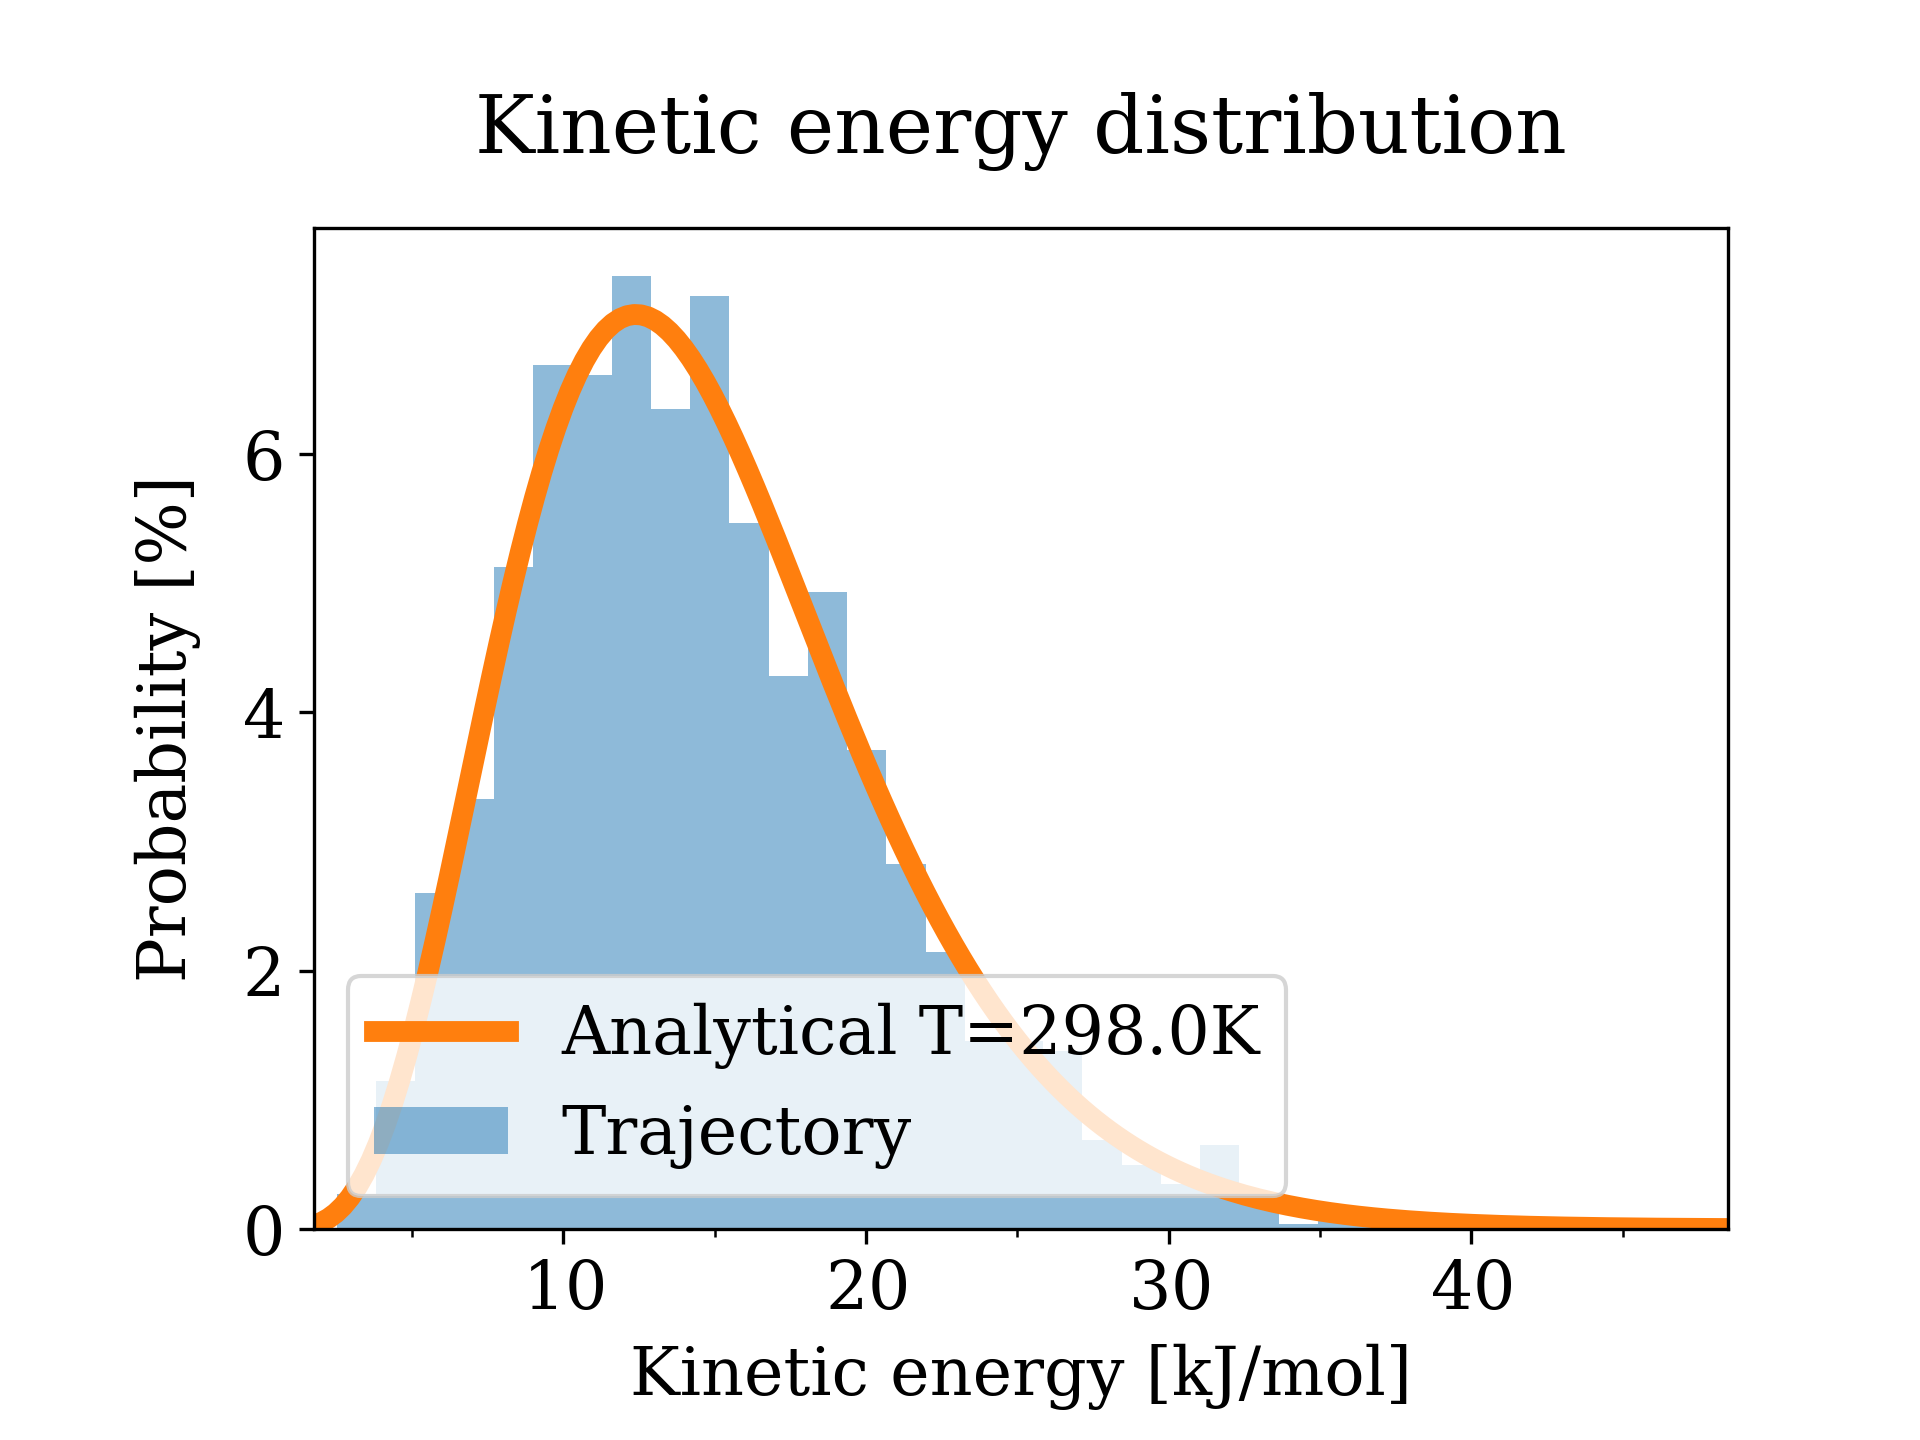 Kinetic energy distribution
Probability [%]
6
4
2
0
Analytical T=298.0K
Trajectory
10 20 30 40
Kinetic energy [kJ/mol]